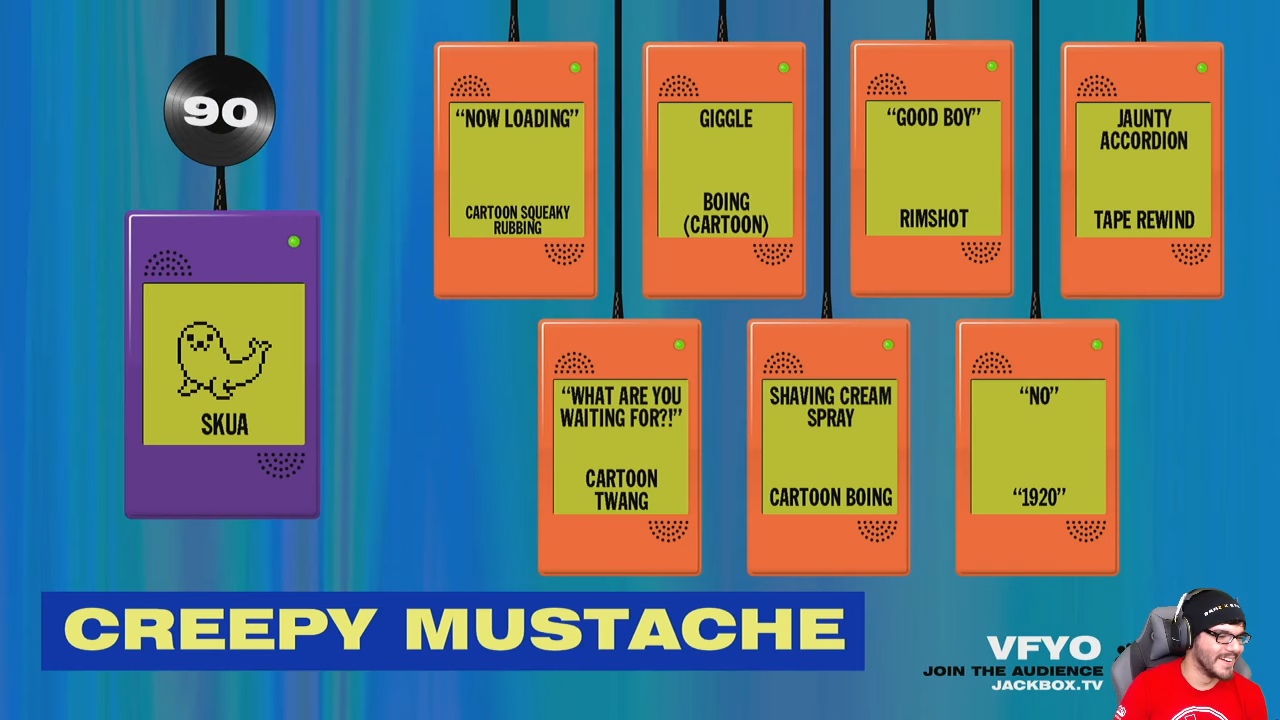 90
SKUA
“NOW LOADING”
CARTOON SQUEAKY
RUBBING
GIGGLE
BOING
(CARTOON)
“GOOD BOY”
RIMSHOT
JAUNTY
ACCORDION
TAPE REWIND
“WHAT ARE YOU
WAITING FOR?!”
CARTOON
TWANG
SHAVING CREAM
SPRAY
CARTOON BOING
“NO”
“1920”
CREEPY MUSTACHE
VFYO
JOIN THE AUDIENCE
JACKBOX.TV